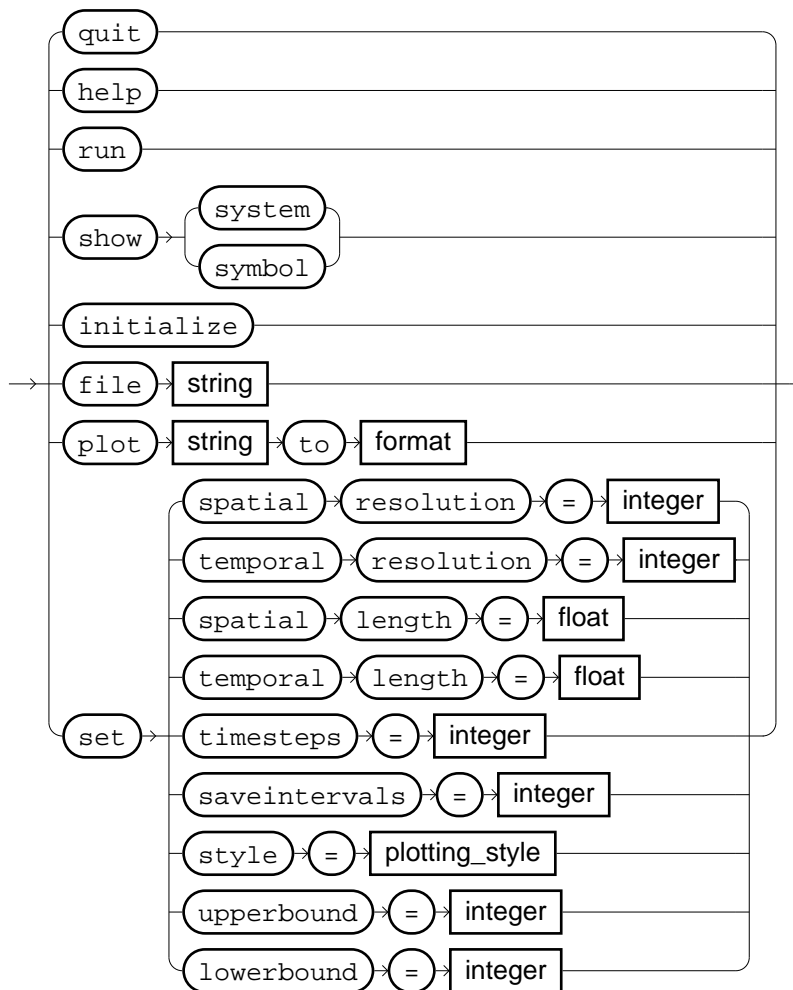 quit
help
run
system
show
symbol
initialize
file string
plot string to format
spatial resolution = integer
temporal resolution = integer
spatial length = float
temporal length = float
set timesteps = integer
saveintervals = integer
style = plotting_style
upperbound = integer
lowerbound = integer